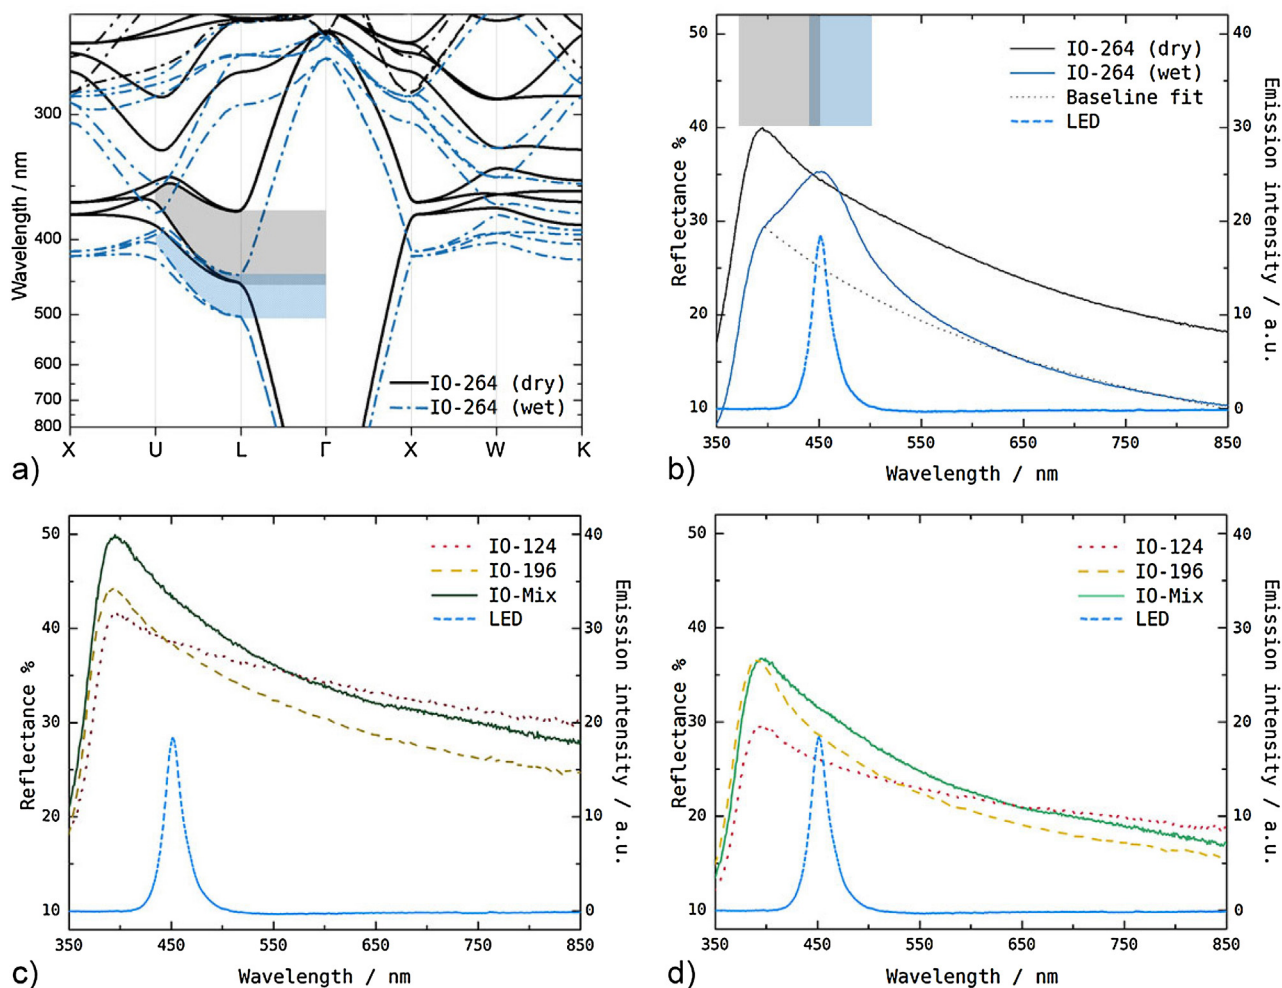 300
400
500
600
700
800
Wavelength / nm
IO-264 (dry)
IO-264 (wet)
X U L Γ X W K
a)
50
40
30
20
10
Reflectance %
IO-264 (dry)
IO-264 (wet)
Baseline fit
LED
40
30
20
10
0
Emission intensity / a.u.
350 450 550 650 750 850
Wavelength / nm
b)
50
40
30
20
10
Reflectance %
IO-124
IO-196
IO-Mix
LED
40
30
20
10
0
Emission intensity / a.u.
350 450 550 650 750 850
Wavelength / nm
c)
50
40
30
20
10
Reflectance %
IO-124
IO-196
IO-Mix
LED
40
30
20
10
0
Emission intensity / a.u.
350 450 550 650 750 850
Wavelength / nm
d)